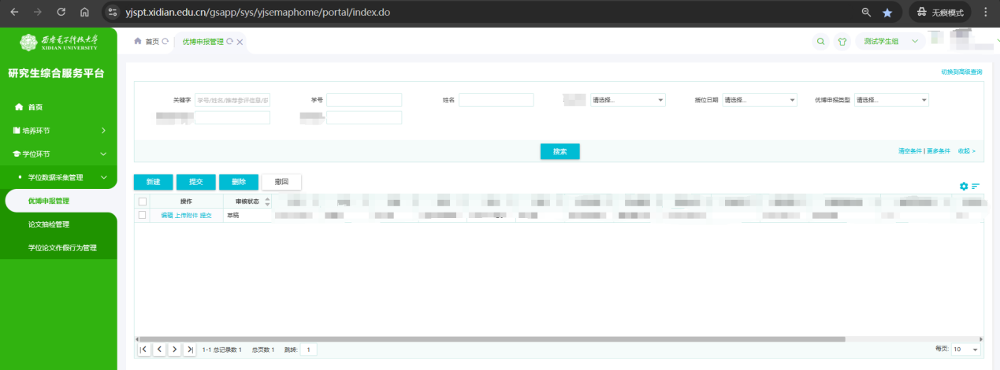 yjspt.xidian.edu.cn/gsapp/sys/yjsemaphome/portal/index.do
无痕模式
西安电子科技大学
XIDIAN UNIVERSITY
首页
优博申报管理
测试学生组
研究生综合服务平台
首页
培养环节
学位环节
学位数据采集管理
优博申报管理
论文抽检管理
学位论文作假行为管理
切换到高级查询
关键字 学号/姓名/推荐参评信息/
学号
姓名
请选择...
授位日期 请选择...
优博申报类型 请选择...
搜索
清空条件 | 更多条件 收起 >
新建 提交 删除 撤回
操作 审核状态
编辑 上传附件 提交 草稿
1-1 总记录数 1 总页数 1 跳转: 1
每页: 10